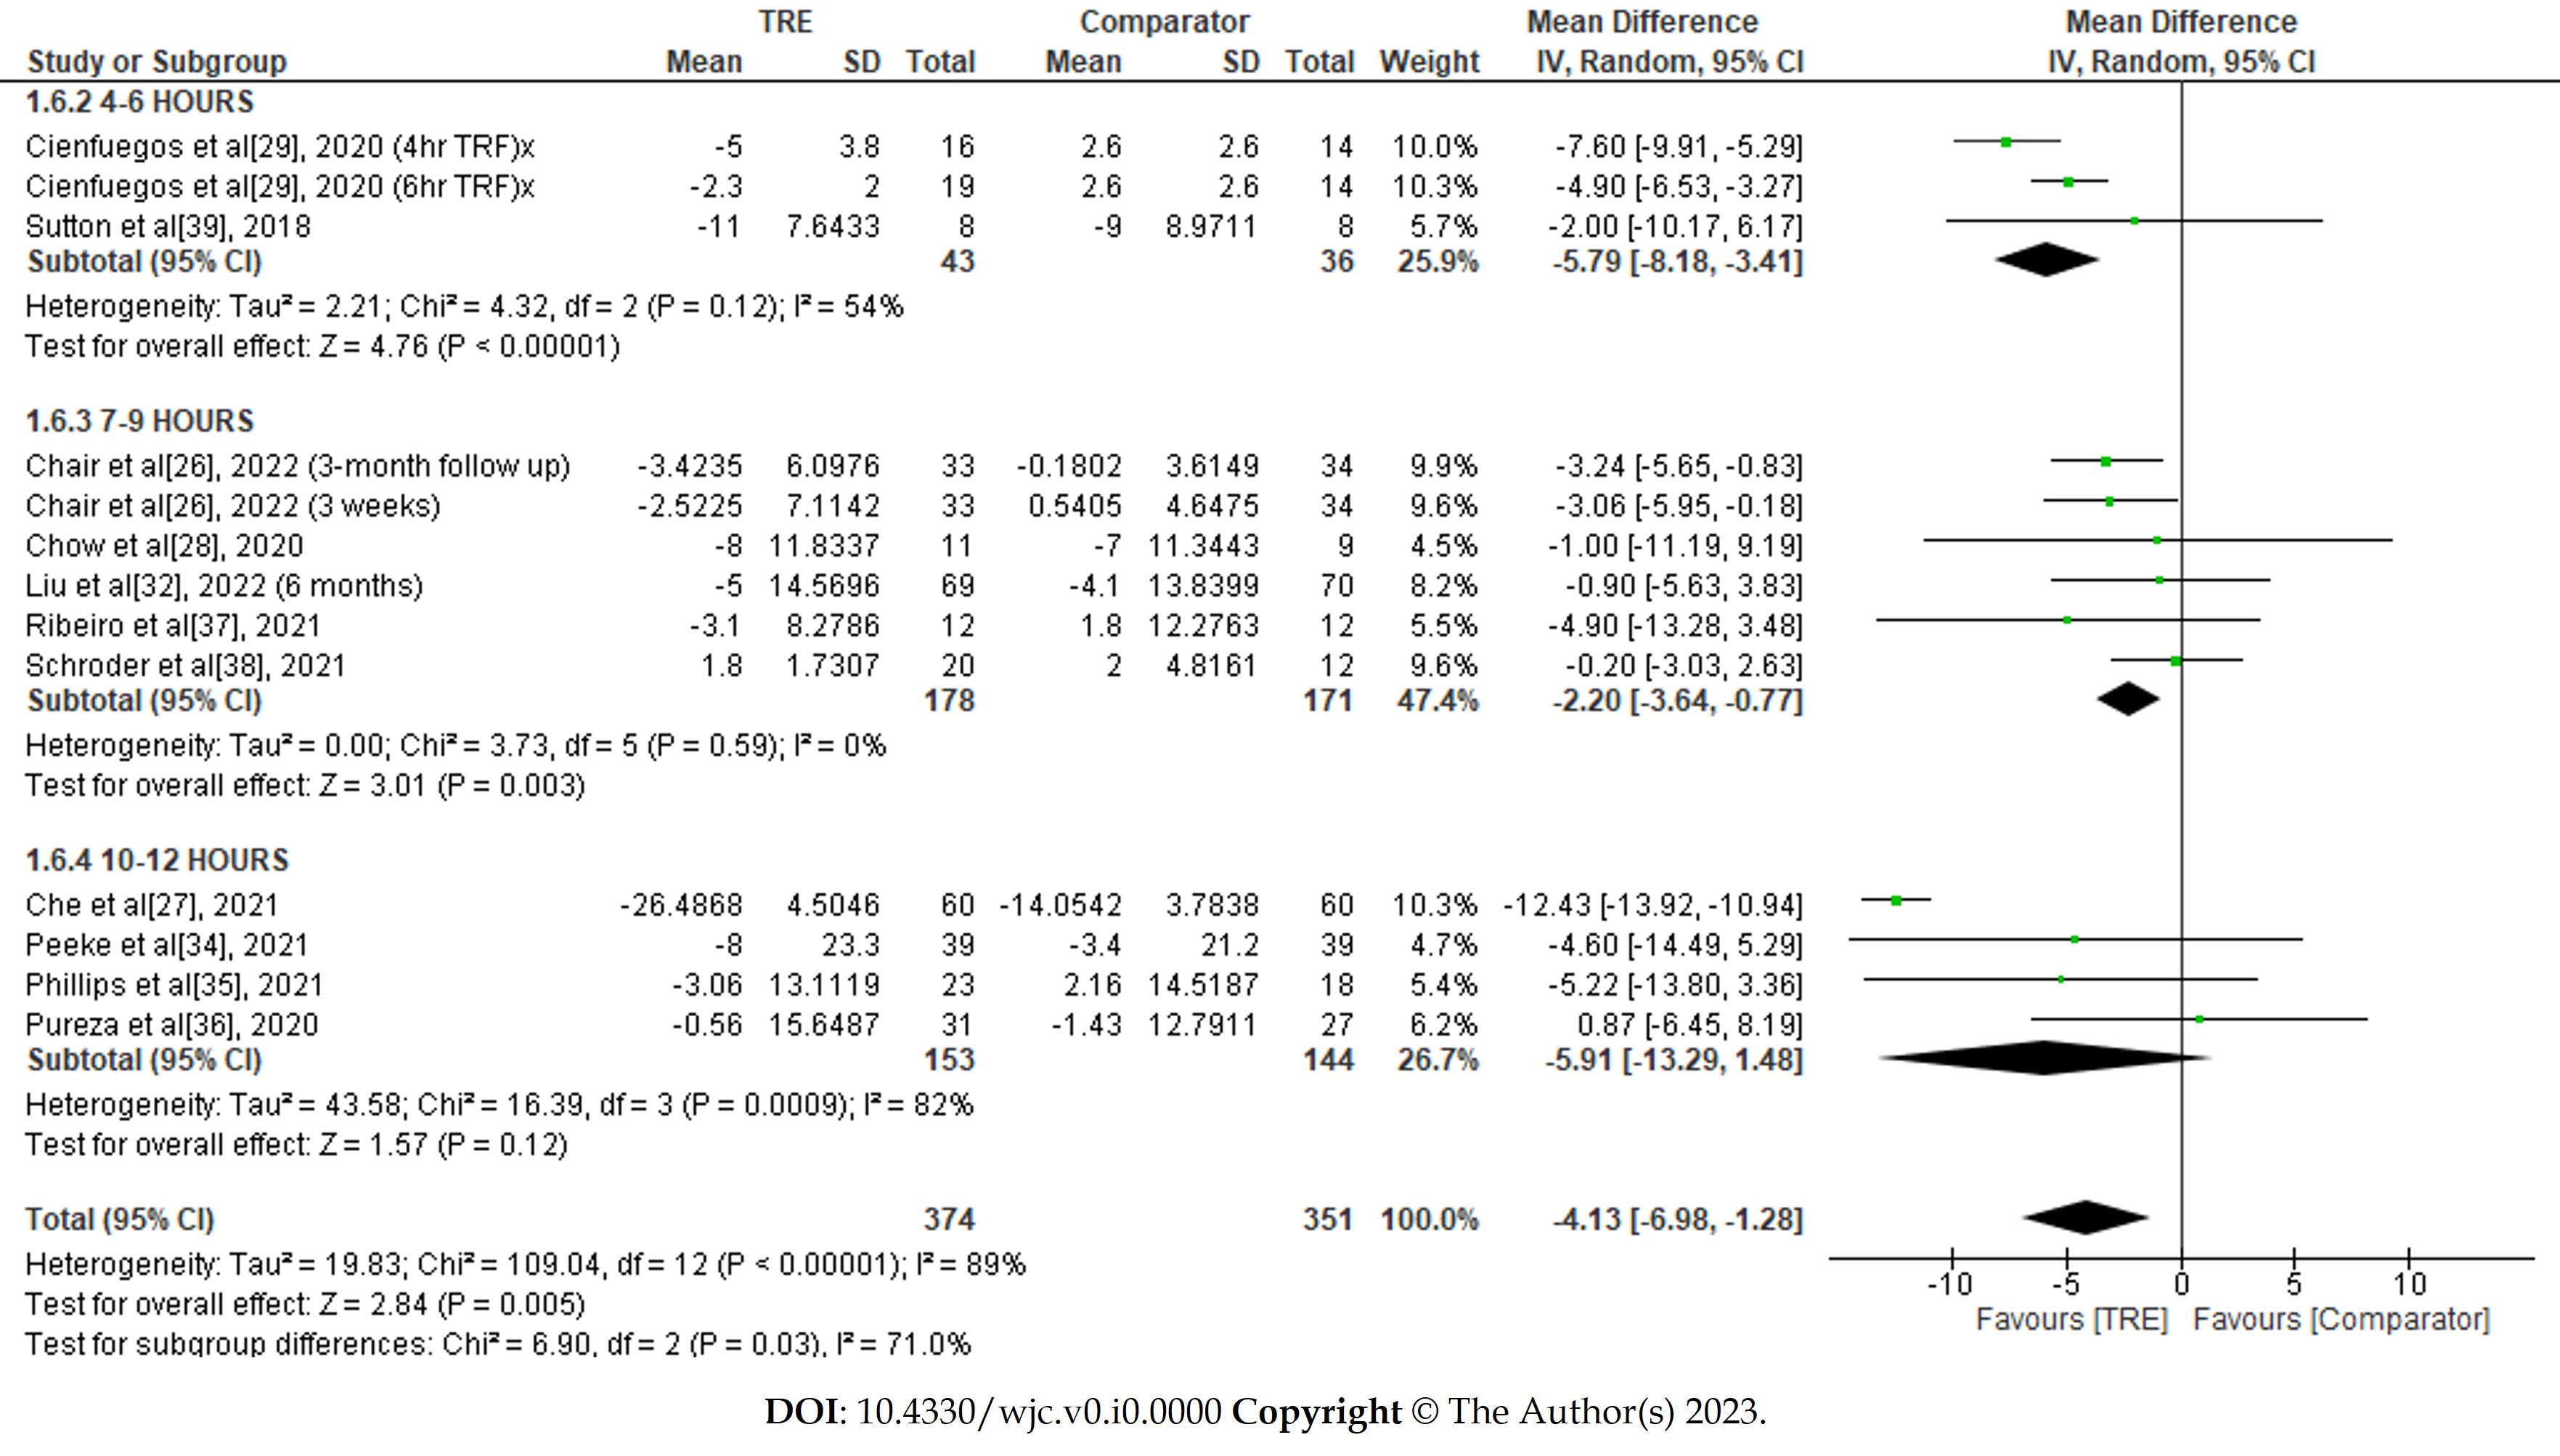 TRE Comparator Mean Difference Mean Difference
Study or Subgroup Mean SD Total Mean SD Total Weight IV, Random, 95% CI IV, Random, 95% CI
1.6.2 4-6 HOURS
Cienfuegos et al[29], 2020 (4hr TRF)x -5 3.8 16 2.6 2.6 14 10.0% -7.60 [-9.91, -5.29]
Cienfuegos et al[29], 2020 (6hr TRF)x -2.3 2 19 2.6 2.6 14 10.3% -4.90 [-6.53, -3.27]
Sutton et al[39], 2018 -11 7.6433 8 -9 8.9711 8 5.7% -2.00 [-10.17, 6.17]
Subtotal (95% CI) 43 36 25.9% -5.79 [-8.18, -3.41]
Heterogeneity: Tau² = 2.21; Chi² = 4.32, df = 2 (P = 0.12); I² = 54%
Test for overall effect: Z = 4.76 (P < 0.00001)
1.6.3 7-9 HOURS
Chair et al[26], 2022 (3-month follow up) -3.4235 6.0976 33 -0.1802 3.6149 34 9.9% -3.24 [-5.65, -0.83]
Chair et al[26], 2022 (3 weeks) -2.5225 7.1142 33 0.5405 4.6475 34 9.6% -3.06 [-5.95, -0.18]
Chow et al[28], 2020 -8 11.8337 11 -7 11.3443 9 4.5% -1.00 [-11.19, 9.19]
Liu et al[32], 2022 (6 months) -5 14.5696 69 -4.1 13.8399 70 8.2% -0.90 [-5.63, 3.83]
Ribeiro et al[37], 2021 -3.1 8.2786 12 1.8 12.2763 12 5.5% -4.90 [-13.28, 3.48]
Schroder et al[38], 2021 1.8 1.7307 20 2 4.8161 12 9.6% -0.20 [-3.03, 2.63]
Subtotal (95% CI) 178 171 47.4% -2.20 [-3.64, -0.77]
Heterogeneity: Tau² = 0.00; Chi² = 3.73, df = 5 (P = 0.59); I² = 0%
Test for overall effect: Z = 3.01 (P = 0.003)
1.6.4 10-12 HOURS
Che et al[27], 2021 -26.4868 4.5046 60 -14.0542 3.7838 60 10.3% -12.43 [-13.92, -10.94]
Peeke et al[34], 2021 -8 23.3 39 -3.4 21.2 39 4.7% -4.60 [-14.49, 5.29]
Phillips et al[35], 2021 -3.06 13.1119 23 2.16 14.5187 18 5.4% -5.22 [-13.80, 3.36]
Pureza et al[36], 2020 -0.56 15.6487 31 -1.43 12.7911 27 6.2% 0.87 [-6.45, 8.19]
Subtotal (95% CI) 153 144 26.7% -5.91 [-13.29, 1.48]
Heterogeneity: Tau² = 43.58; Chi² = 16.39, df = 3 (P = 0.0009); I² = 82%
Test for overall effect: Z = 1.57 (P = 0.12)
Total (95% CI) 374 351 100.0% -4.13 [-6.98, -1.28]
Heterogeneity: Tau² = 19.83; Chi² = 109.04, df = 12 (P < 0.00001); I² = 89%
Test for overall effect: Z = 2.84 (P = 0.005)
Test for subgroup differences: Chi² = 6.90, df = 2 (P = 0.03), I² = 71.0%
-10 -5 0 5 10
Favours [TRE] Favours [Comparator]
DOI: 10.4330/wjc.v0.i0.0000 Copyright © The Author(s) 2023.